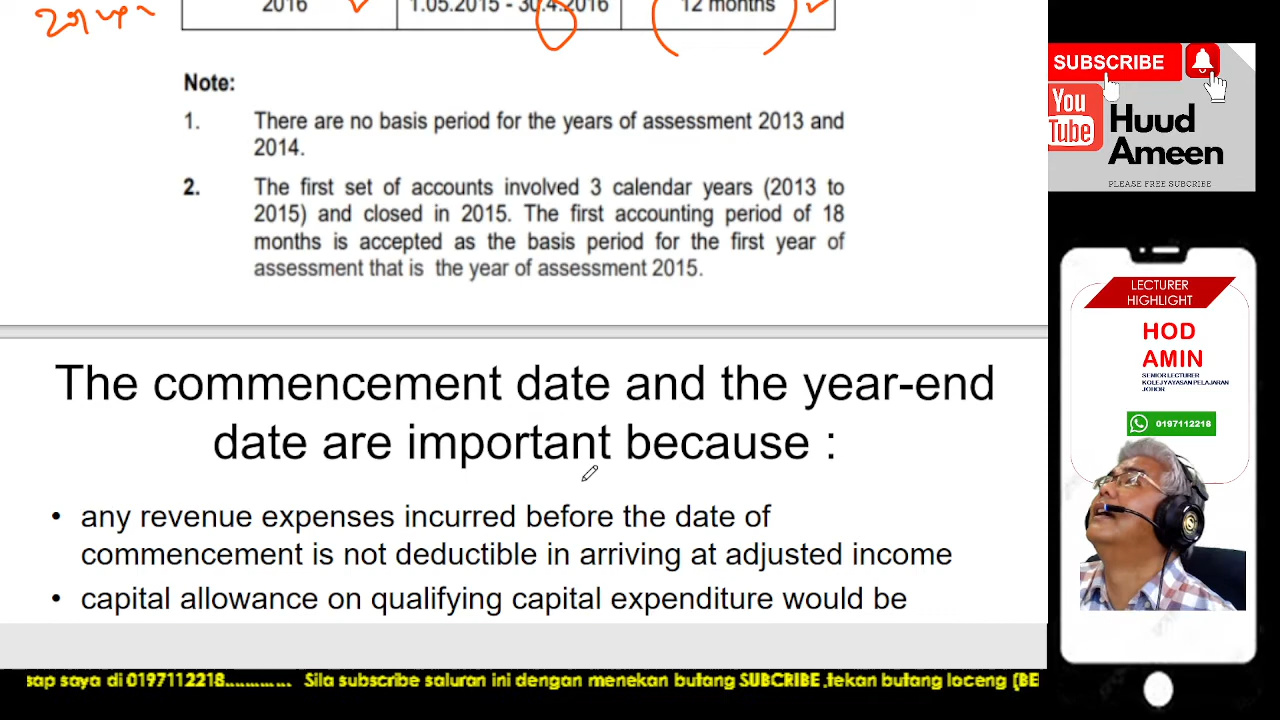 2016
1.05.2015 - 30.4.2016
12 months
Note:
1. There are no basis period for the years of assessment 2013 and
2014.
2. The first set of accounts involved 3 calendar years (2013 to
2015) and closed in 2015. The first accounting period of 18
months is accepted as the basis period for the first year of
assessment that is the year of assessment 2015.
The commencement date and the year-end
date are important because :
• any revenue expenses incurred before the date of
commencement is not deductible in arriving at adjusted income
• capital allowance on qualifying capital expenditure would be
SUBSCRIBE
You
Tube
Huud
Ameen
PLEASE FREE SUBCRIBE
LECTURER
HIGHLIGHT
HOD
AMIN
SENIOR LECTURER
KOLEJ YAYASAN PELAJARAN
JOHOR
0197112218
sap saya di 0197112218............. Sila subscribe saluran ini dengan menekan butang SUBCRIBE ,tekan butang loceng (BE